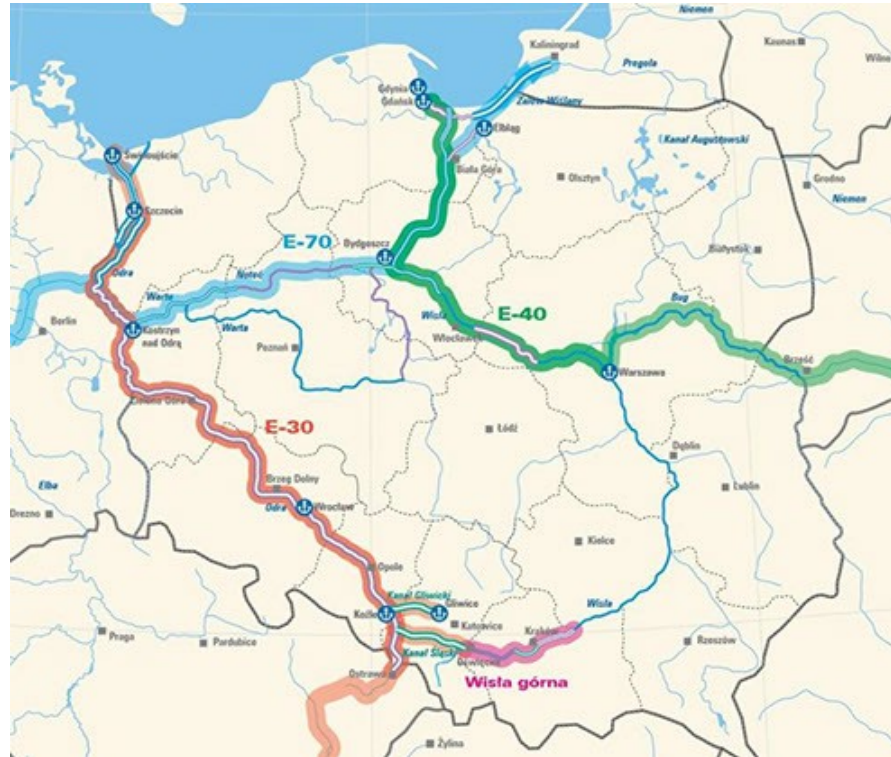 Niemen
Kaunas
Kaliningrad
Pregoła
Wilno
Gdynia
Gdańsk
Zalew Wiślany
Elbląg
Kanał Augustowski
Świnoujście
Biała Góra
Olsztyn
Grodno
Niemen
Szczecin
E-70
Bydgoszcz
Białystok
Odra
Noteć
Warta
E-40
Bug
Berlin
Kostrzyn
nad Odrą
Warta
Wisła
Włocławek
Poznań
Warszawa
Brześć
Zielona Góra
E-30
Łódź
Dęblin
Elba
Brzeg Dolny
Lublin
Drezno
Odra
Wrocław
Kielce
Opole
Kanał Gliwicki
Gliwice
Koźle
Wisła
Katowice
Kraków
Praga
Pardubice
Kanał Śląski
Oświęcim
Rzeszów
Ostrawa
Wisła górna
Żylina